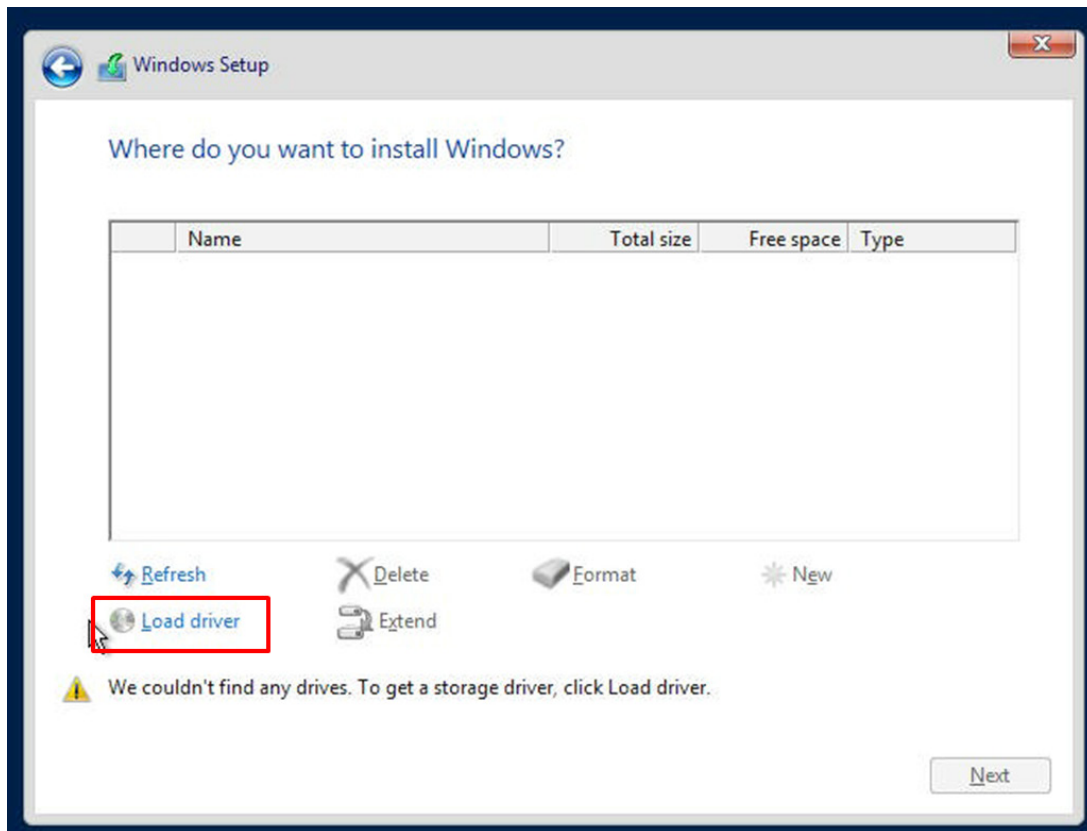 Windows Setup
Where do you want to install Windows?
Name Total size Free space Type
Refresh Delete Format New
Load driver Extend
We couldn't find any drives. To get a storage driver, click Load driver.
Next